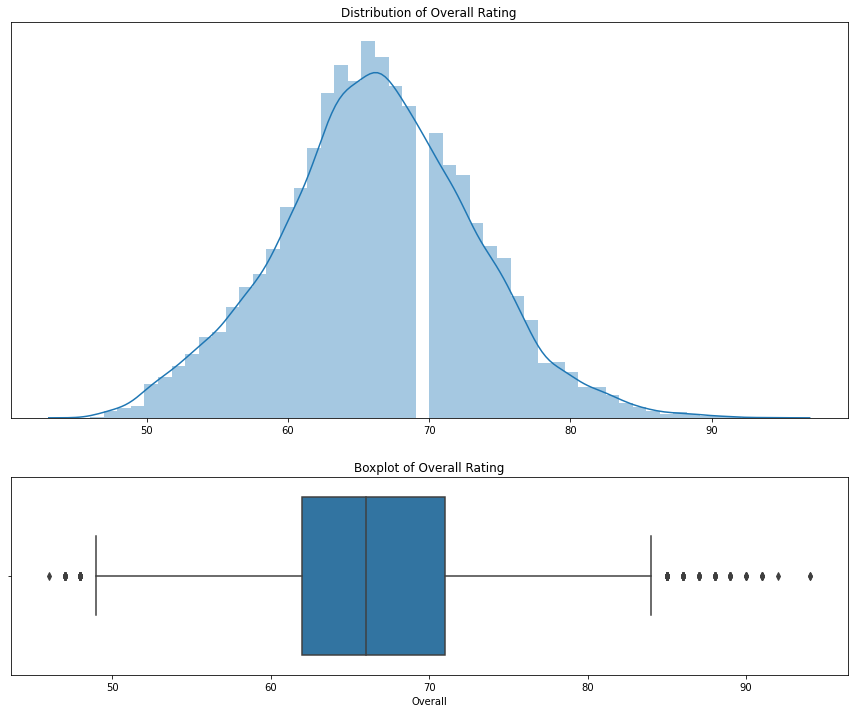 Distribution of Overall Rating
50 60 70 80 90
Boxplot of Overall Rating
50 60 70 80 90
Overall